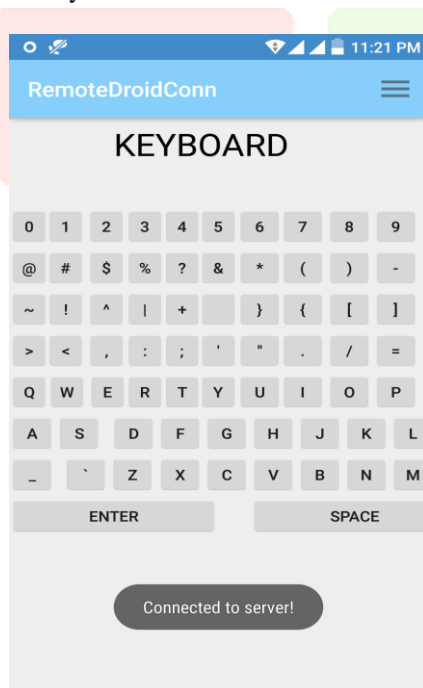 11:21 PM
RemoteDroidConn
KEYBOARD
0 1 2 3 4 5 6 7 8 9
@ # $ % ? & * ( ) -
~ ! ^ | + } { [ ]
> < , : ; ' " . / =
Q W E R T Y U I O P
A S D F G H J K L
_ ` Z X C V B N M
ENTER SPACE
Connected to server!